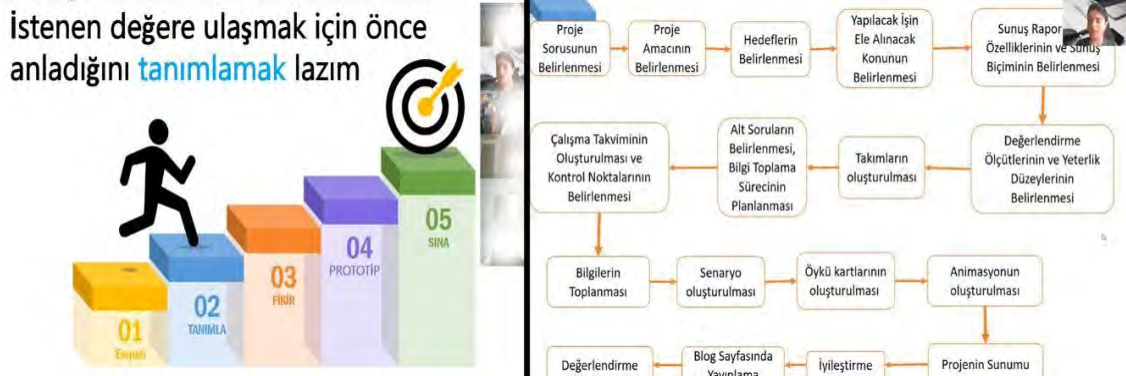 İstenen değere ulaşmak için önce
anladığını tanımlamak lazım
01
Empati
02
TANIMLA
03
FİKİR
04
PROTOTİP
05
SINA
Proje
Sorusunun
Belirlenmesi
Proje
Amacının
Belirlenmesi
Hedeflerin
Belirlenmesi
Yapılacak İşin
Ele Alınacak
Konunun
Belirlenmesi
Sunuş Rapor
Özelliklerinin ve Sunuş
Biçiminin Belirlenmesi
Değerlendirme
Ölçütlerinin ve Yeterlik
Düzeylerinin
Belirlenmesi
Takımların
oluşturulması
Alt Soruların
Belirlenmesi,
Bilgi Toplama
Sürecinin
Planlanması
Çalışma Takviminin
Oluşturulması ve
Kontrol Noktalarının
Belirlenmesi
Bilgilerin
Toplanması
Senaryo
oluşturulması
Öykü kartlarının
oluşturulması
Animasyonun
oluşturulması
Projenin Sunumu
İyileştirme
Blog Sayfasında
Yayınlama
Değerlendirme